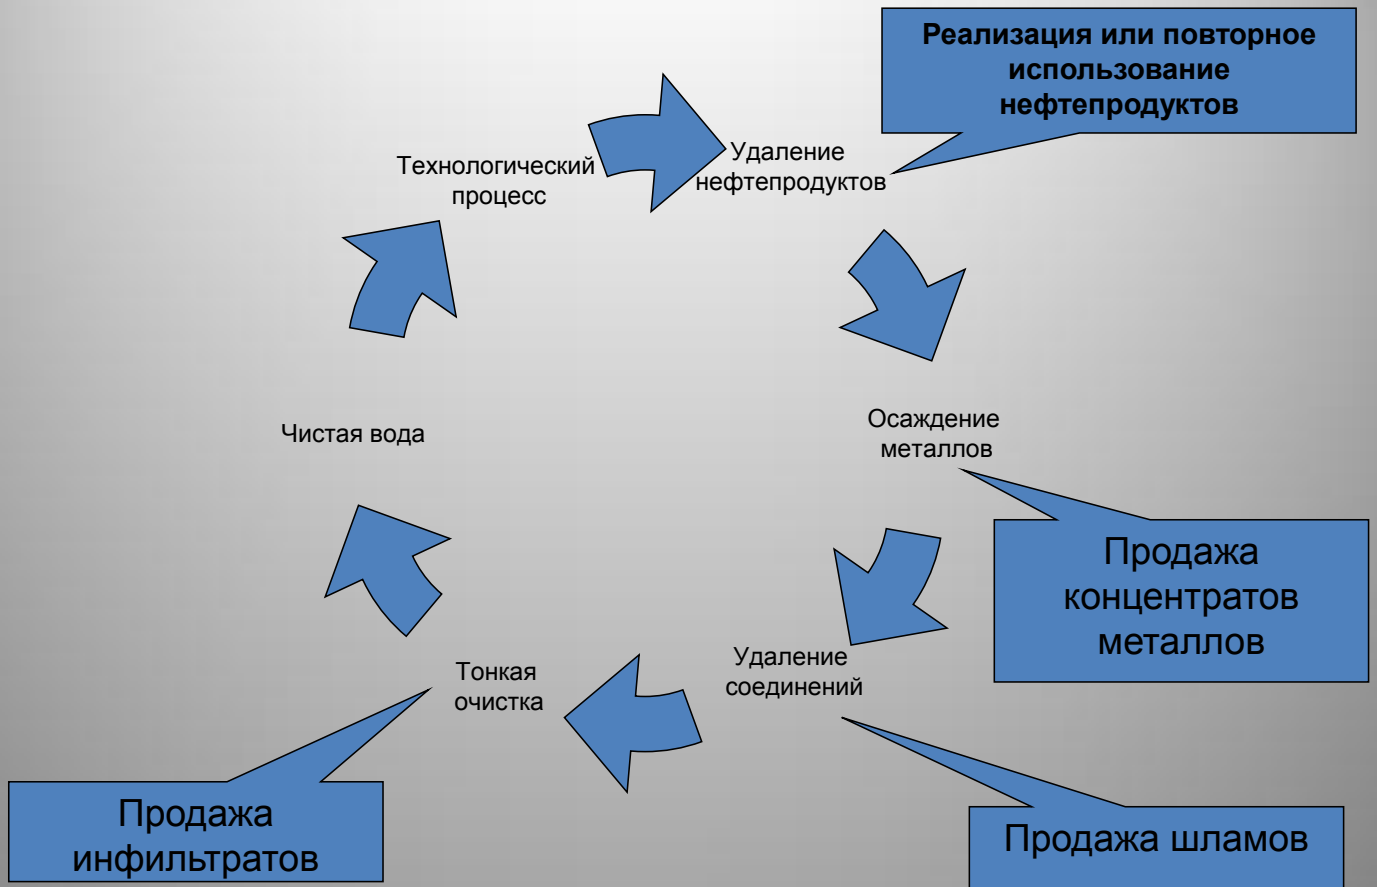 Реализация или повторное
использование
нефтепродуктов
Технологический
процесс
Удаление
нефтепродуктов
Чистая вода
Осаждение
металлов
Продажа
концентратов
металлов
Удаление
соединений
Тонкая
очистка
Продажа
инфильтратов
Продажа шламов